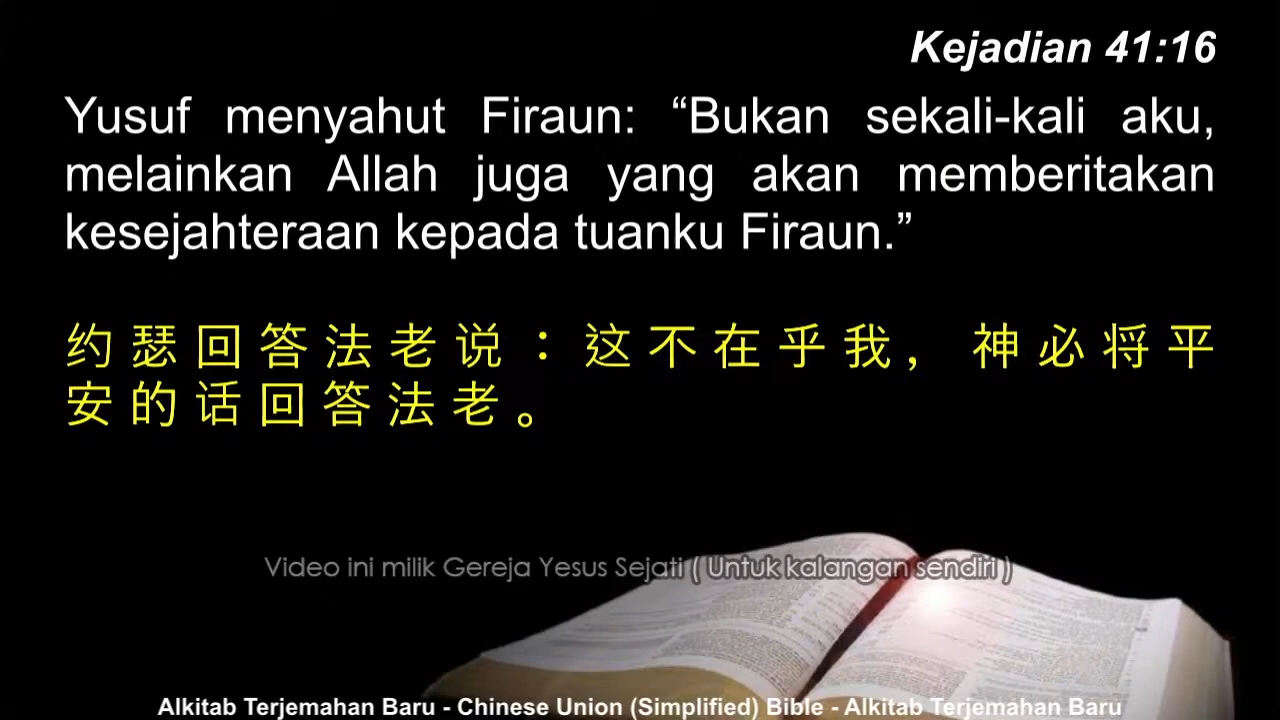 Kejadian 41:16
Yusuf menyahut Firaun: “Bukan sekali-kali aku,
melainkan Allah juga yang akan memberitakan
kesejahteraan kepada tuanku Firaun.”
约瑟回答法老说：这不在乎我，神必将平
安的话回答法老。
Video ini milik Gereja Yesus Sejati ( Untuk kalangan sendiri )
Alkitab Terjemahan Baru - Chinese Union (Simplified) Bible - Alkitab Terjemahan Baru